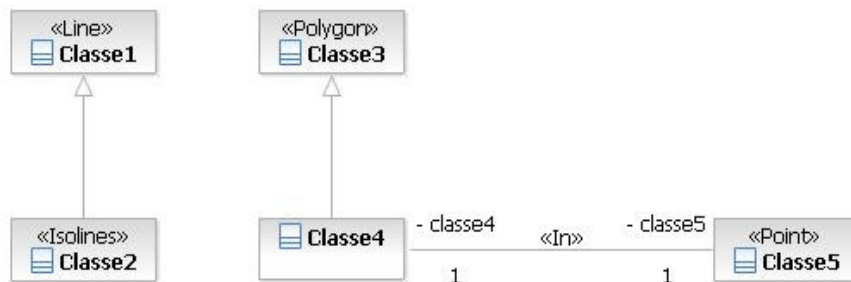 «Line»
Classe1
«Polygon»
Classe3
«Isolines»
Classe2
Classe4
- classe4
«In»
- classe5
1
1
«Point»
Classe5